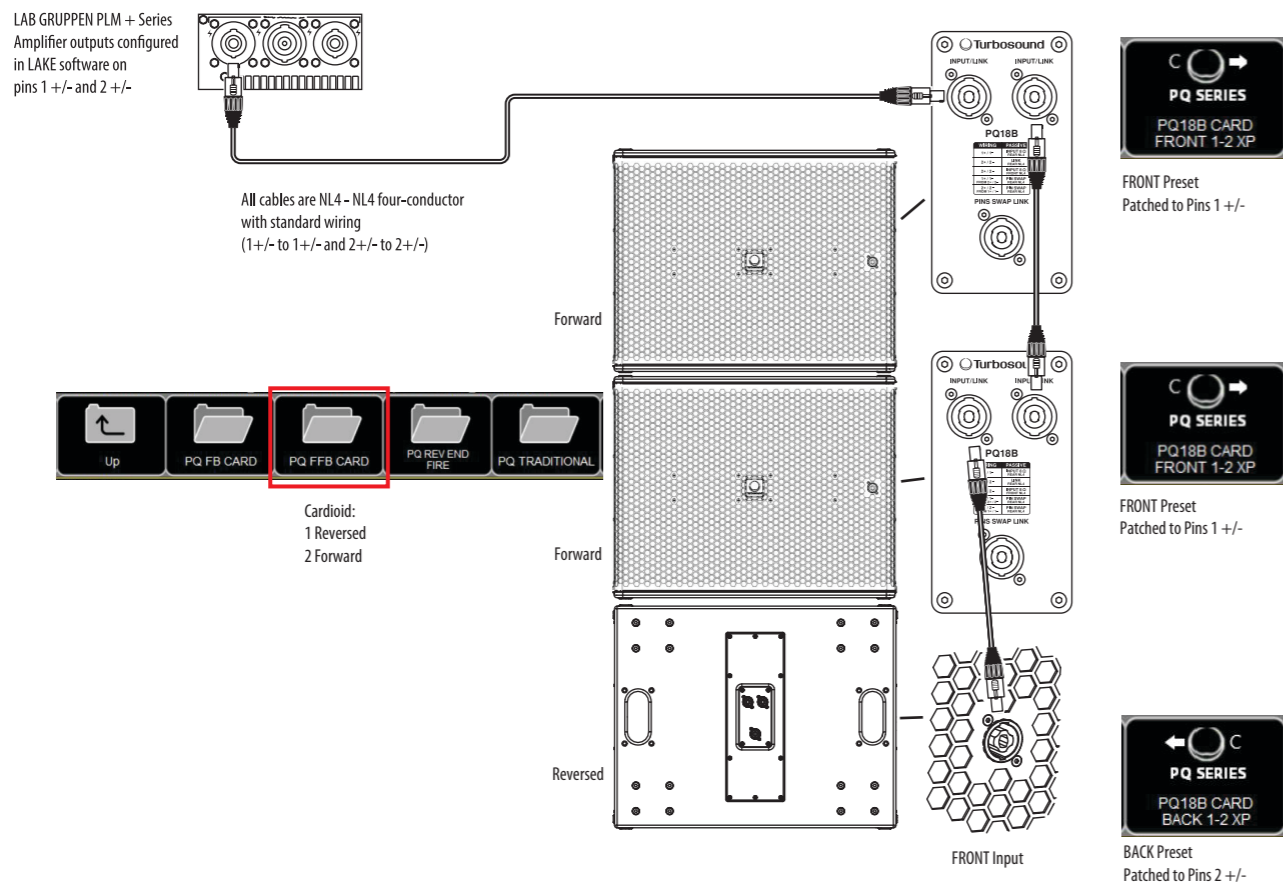 LAB GRUPPEN PLM + Series
Amplifier outputs configured
in LAKE software on
pins 1 +/- and 2 +/-
All cables are NL4 - NL4 four-conductor
with standard wiring
(1+/- to 1+/- and 2+/- to 2+/-)
Turbosound
INPUT/LINK
INPUT/LINK
PQ18B
WIRING PASSIVE
PINS SWAP LINK
C
PQ SERIES
PQ18B CARD
FRONT 1-2 XP
FRONT Preset
Patched to Pins 1 +/-
Forward
Up
PQ FB CARD
PQ FFB CARD
PQ REV END
FIRE
PQ TRADITIONAL
Cardioid:
1 Reversed
2 Forward
Forward
Turbosou
INPUT/LINK
PQ18B
PASSIVE
SWAP LINK
C
PQ SERIES
PQ18B CARD
FRONT 1-2 XP
FRONT Preset
Patched to Pins 1 +/-
Reversed
FRONT Input
C
PQ SERIES
PQ18B CARD
BACK 1-2 XP
BACK Preset
Patched to Pins 2 +/-